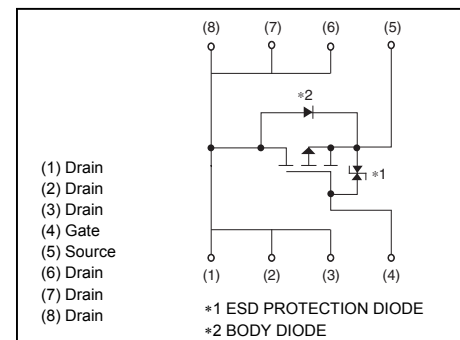 (8) (7) (6) (5)
∗2
∗1
(1) Drain
(2) Drain
(3) Drain
(4) Gate
(5) Source
(6) Drain
(7) Drain
(8) Drain
(1) (2) (3) (4)
∗1 ESD PROTECTION DIODE
∗2 BODY DIODE